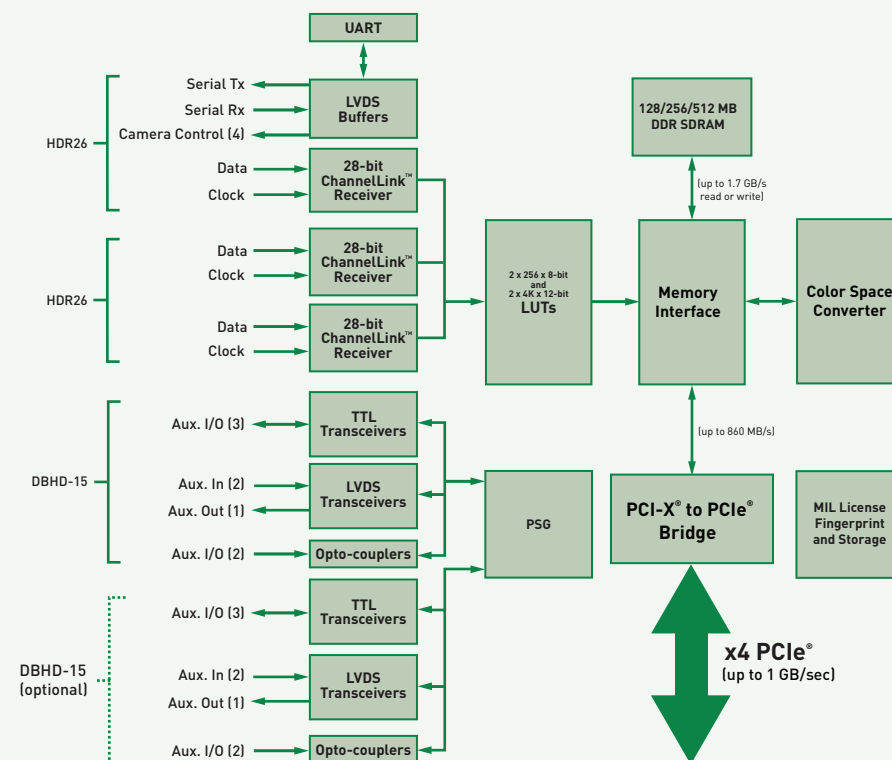 UART
Serial Tx
Serial Rx
Camera Control (4)
LVDS
Buffers
HDR26
Data
Clock
28-bit
ChannelLink™
Receiver
128/256/512 MB
DDR SDRAM
(up to 1.7 GB/s
read or write)
HDR26
Data
Clock
28-bit
ChannelLink™
Receiver
Data
Clock
28-bit
ChannelLink™
Receiver
2 x 256 x 8-bit
and
2 x 4K x 12-bit
LUTs
Memory
Interface
Color Space
Converter
(up to 860 MB/s)
DBHD-15
Aux. I/O (3)
TTL
Transceivers
Aux. In (2)
Aux. Out (1)
LVDS
Transceivers
Aux. I/O (2)
Opto-couplers
PSG
PCI-X® to PCIe®
Bridge
MIL License
Fingerprint
and Storage
DBHD-15
(optional)
Aux. I/O (3)
TTL
Transceivers
Aux. In (2)
Aux. Out (1)
LVDS
Transceivers
Aux. I/O (2)
Opto-couplers
x4 PCIe®
(up to 1 GB/sec)